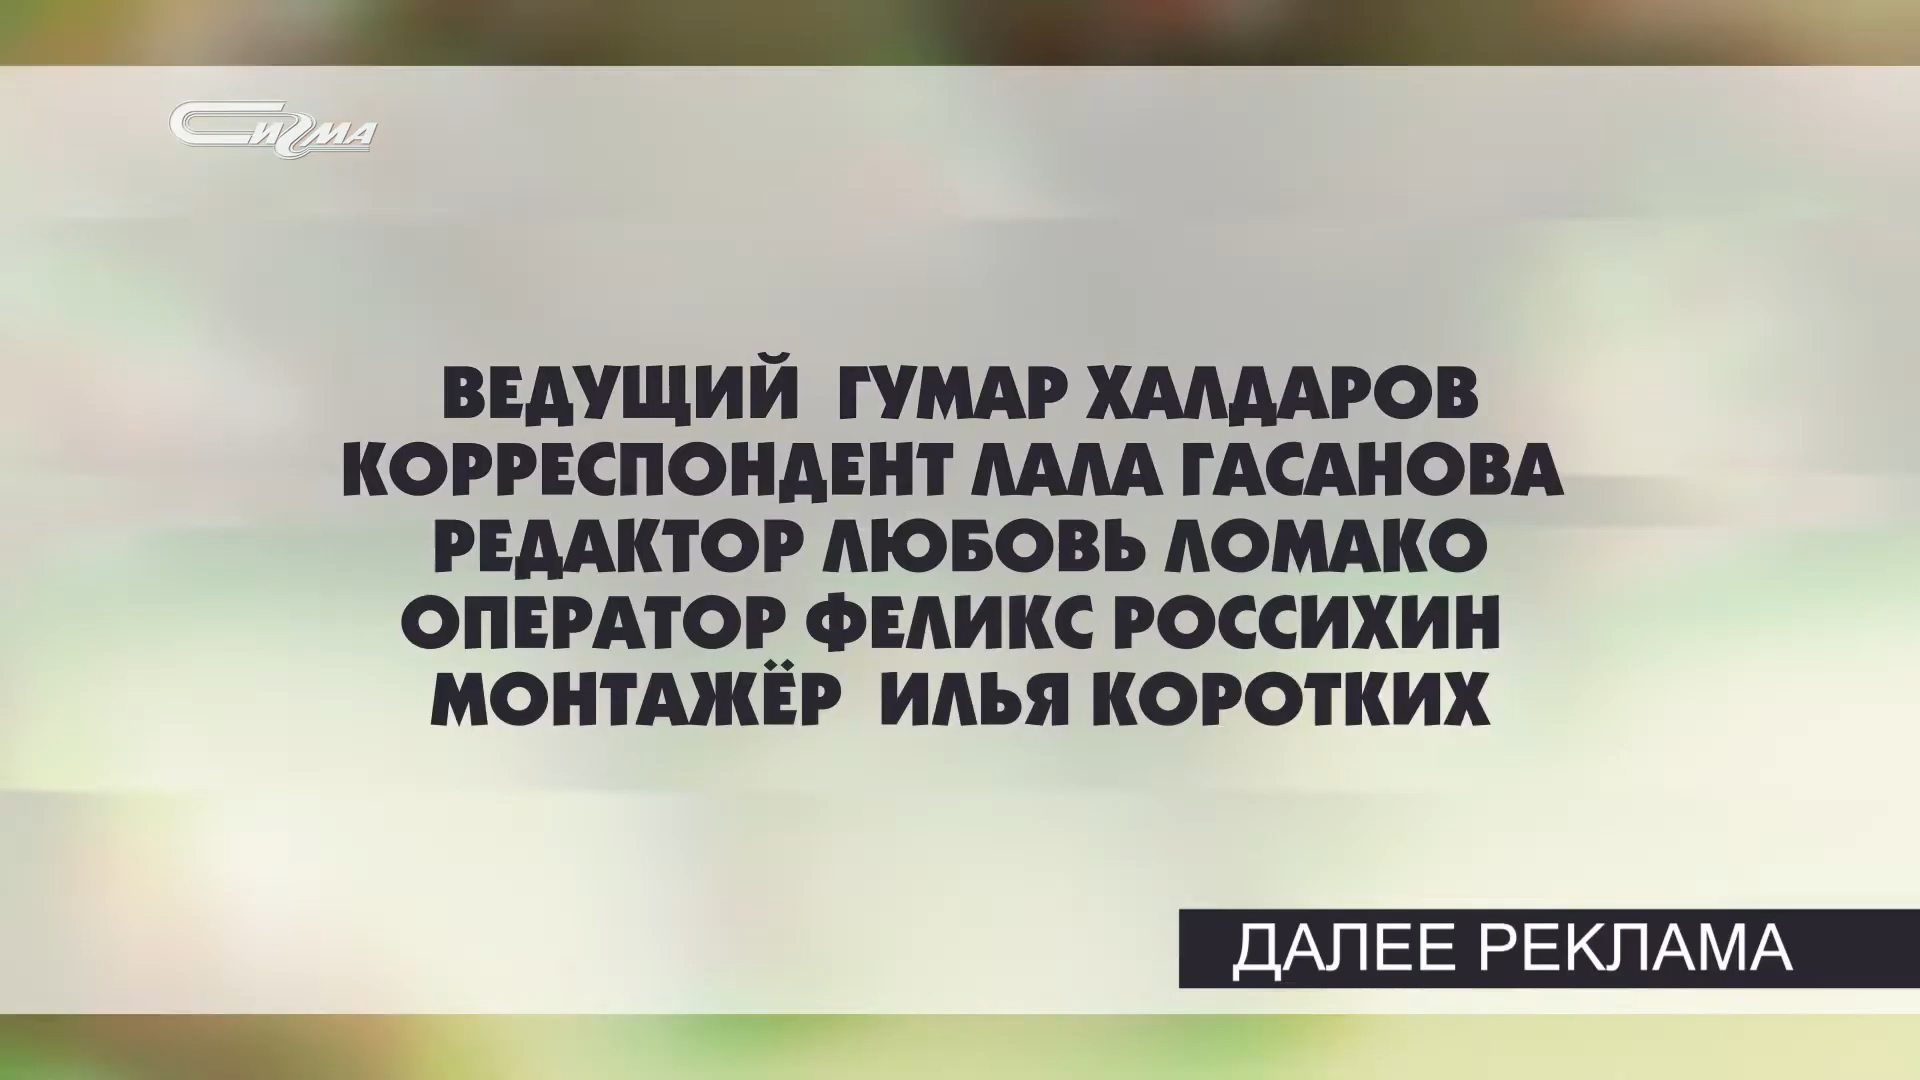 Сигма
ВЕДУЩИЙ ГУМАР ХАЛДАРОВ
КОРРЕСПОНДЕНТ ЛАЛА ГАСАНОВА
РЕДАКТОР ЛЮБОВЬ ЛОМАКО
ОПЕРАТОР ФЕЛИКС РОССИХИН
МОНТАЖЁР ИЛЬЯ КОРОТКИХ
ДАЛЕЕ РЕКЛАМА